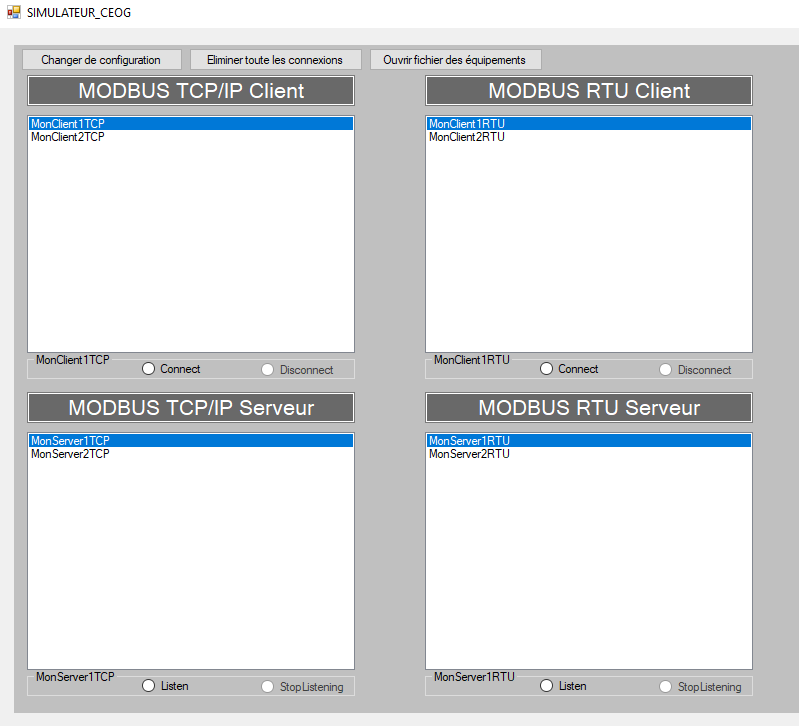 SIMULATEUR_CEOG
Changer de configuration
Eliminer toute les connexions
Ouvrir fichier des équipements
MODBUS TCP/IP Client
MonClient1TCP
MonClient2TCP
MonClient1TCP
Connect
Disconnect
MODBUS RTU Client
MonClient1RTU
MonClient2RTU
MonClient1RTU
Connect
Disconnect
MODBUS TCP/IP Serveur
MonServer1TCP
MonServer2TCP
MonServer1TCP
Listen
StopListening
MODBUS RTU Serveur
MonServer1RTU
MonServer2RTU
MonServer1RTU
Listen
StopListening